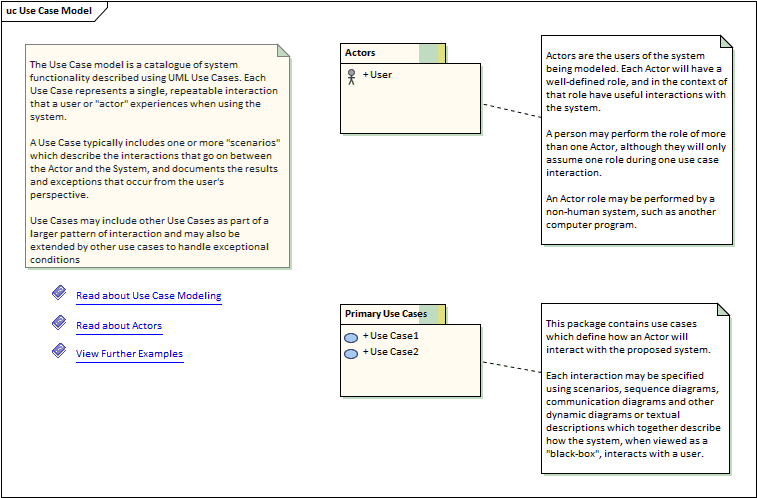 uc Use Case Model
The Use Case model is a catalogue of system
functionality described using UML Use Cases. Each
Use Case represents a single, repeatable interaction
that a user or "actor" experiences when using the
system.
A Use Case typically includes one or more "scenarios"
which describe the interactions that go on between
the Actor and the System, and documents the results
and exceptions that occur from the user's
perspective.
Use Cases may include other Use Cases as part of a
larger pattern of interaction and may also be
extended by other use cases to handle exceptional
conditions
Read about Use Case Modeling
Read about Actors
View Further Examples
Actors
+ User
Actors are the users of the system
being modeled. Each Actor will have a
well-defined role, and in the context of
that role have useful interactions with
the system.
A person may perform the role of more
than one Actor, although they will only
assume one role during one use case
interaction.
An Actor role may be performed by a
non-human system, such as another
computer program.
Primary Use Cases
+ Use Case1
+ Use Case2
This package contains use cases
which define how an Actor will
interact with the proposed system.
Each interaction may be specified
using scenarios, sequence diagrams,
communication diagrams and other
dynamic diagrams or textual
descriptions which together describe
how the system, when viewed as a
"black-box", interacts with a user.